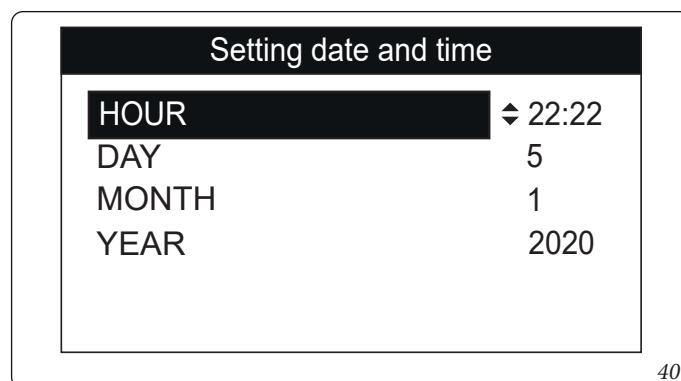 Setting date and time
HOUR 22:22
DAY 5
MONTH 1
YEAR 2020
40